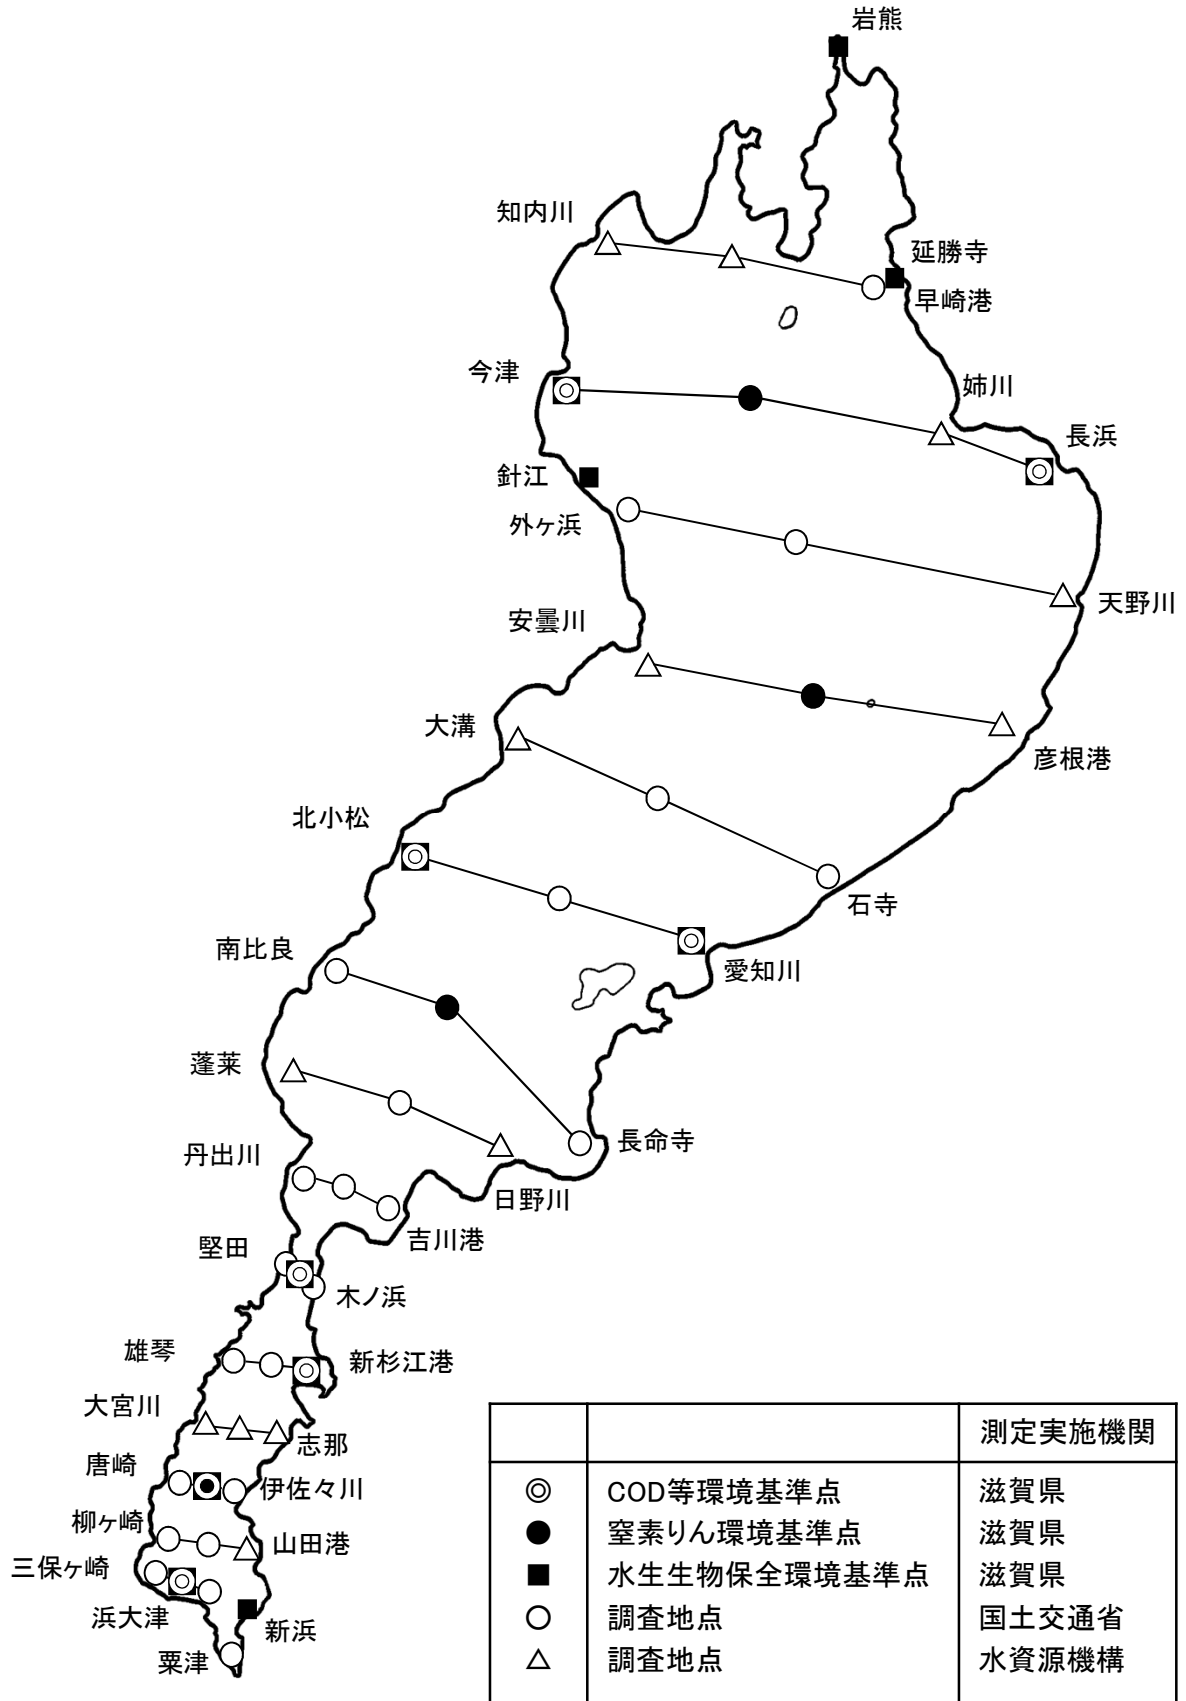 岩熊
知内川
延勝寺
早崎港
今津
姉川
長浜
針江
外ヶ浜
天野川
安曇川
大溝
彦根港
北小松
石寺
南比良
愛知川
蓬莱
長命寺
丹出川
日野川
吉川港
堅田
木ノ浜
雄琴
新杉江港
大宮川
志那
唐崎
伊佐々川
柳ヶ崎
山田港
三保ヶ崎
浜大津
新浜
粟津
測定実施機関
◎ COD等環境基準点 滋賀県
● 窒素りん環境基準点 滋賀県
■ 水生生物保全環境基準点 滋賀県
○ 調査地点 国土交通省
△ 調査地点 水資源機構